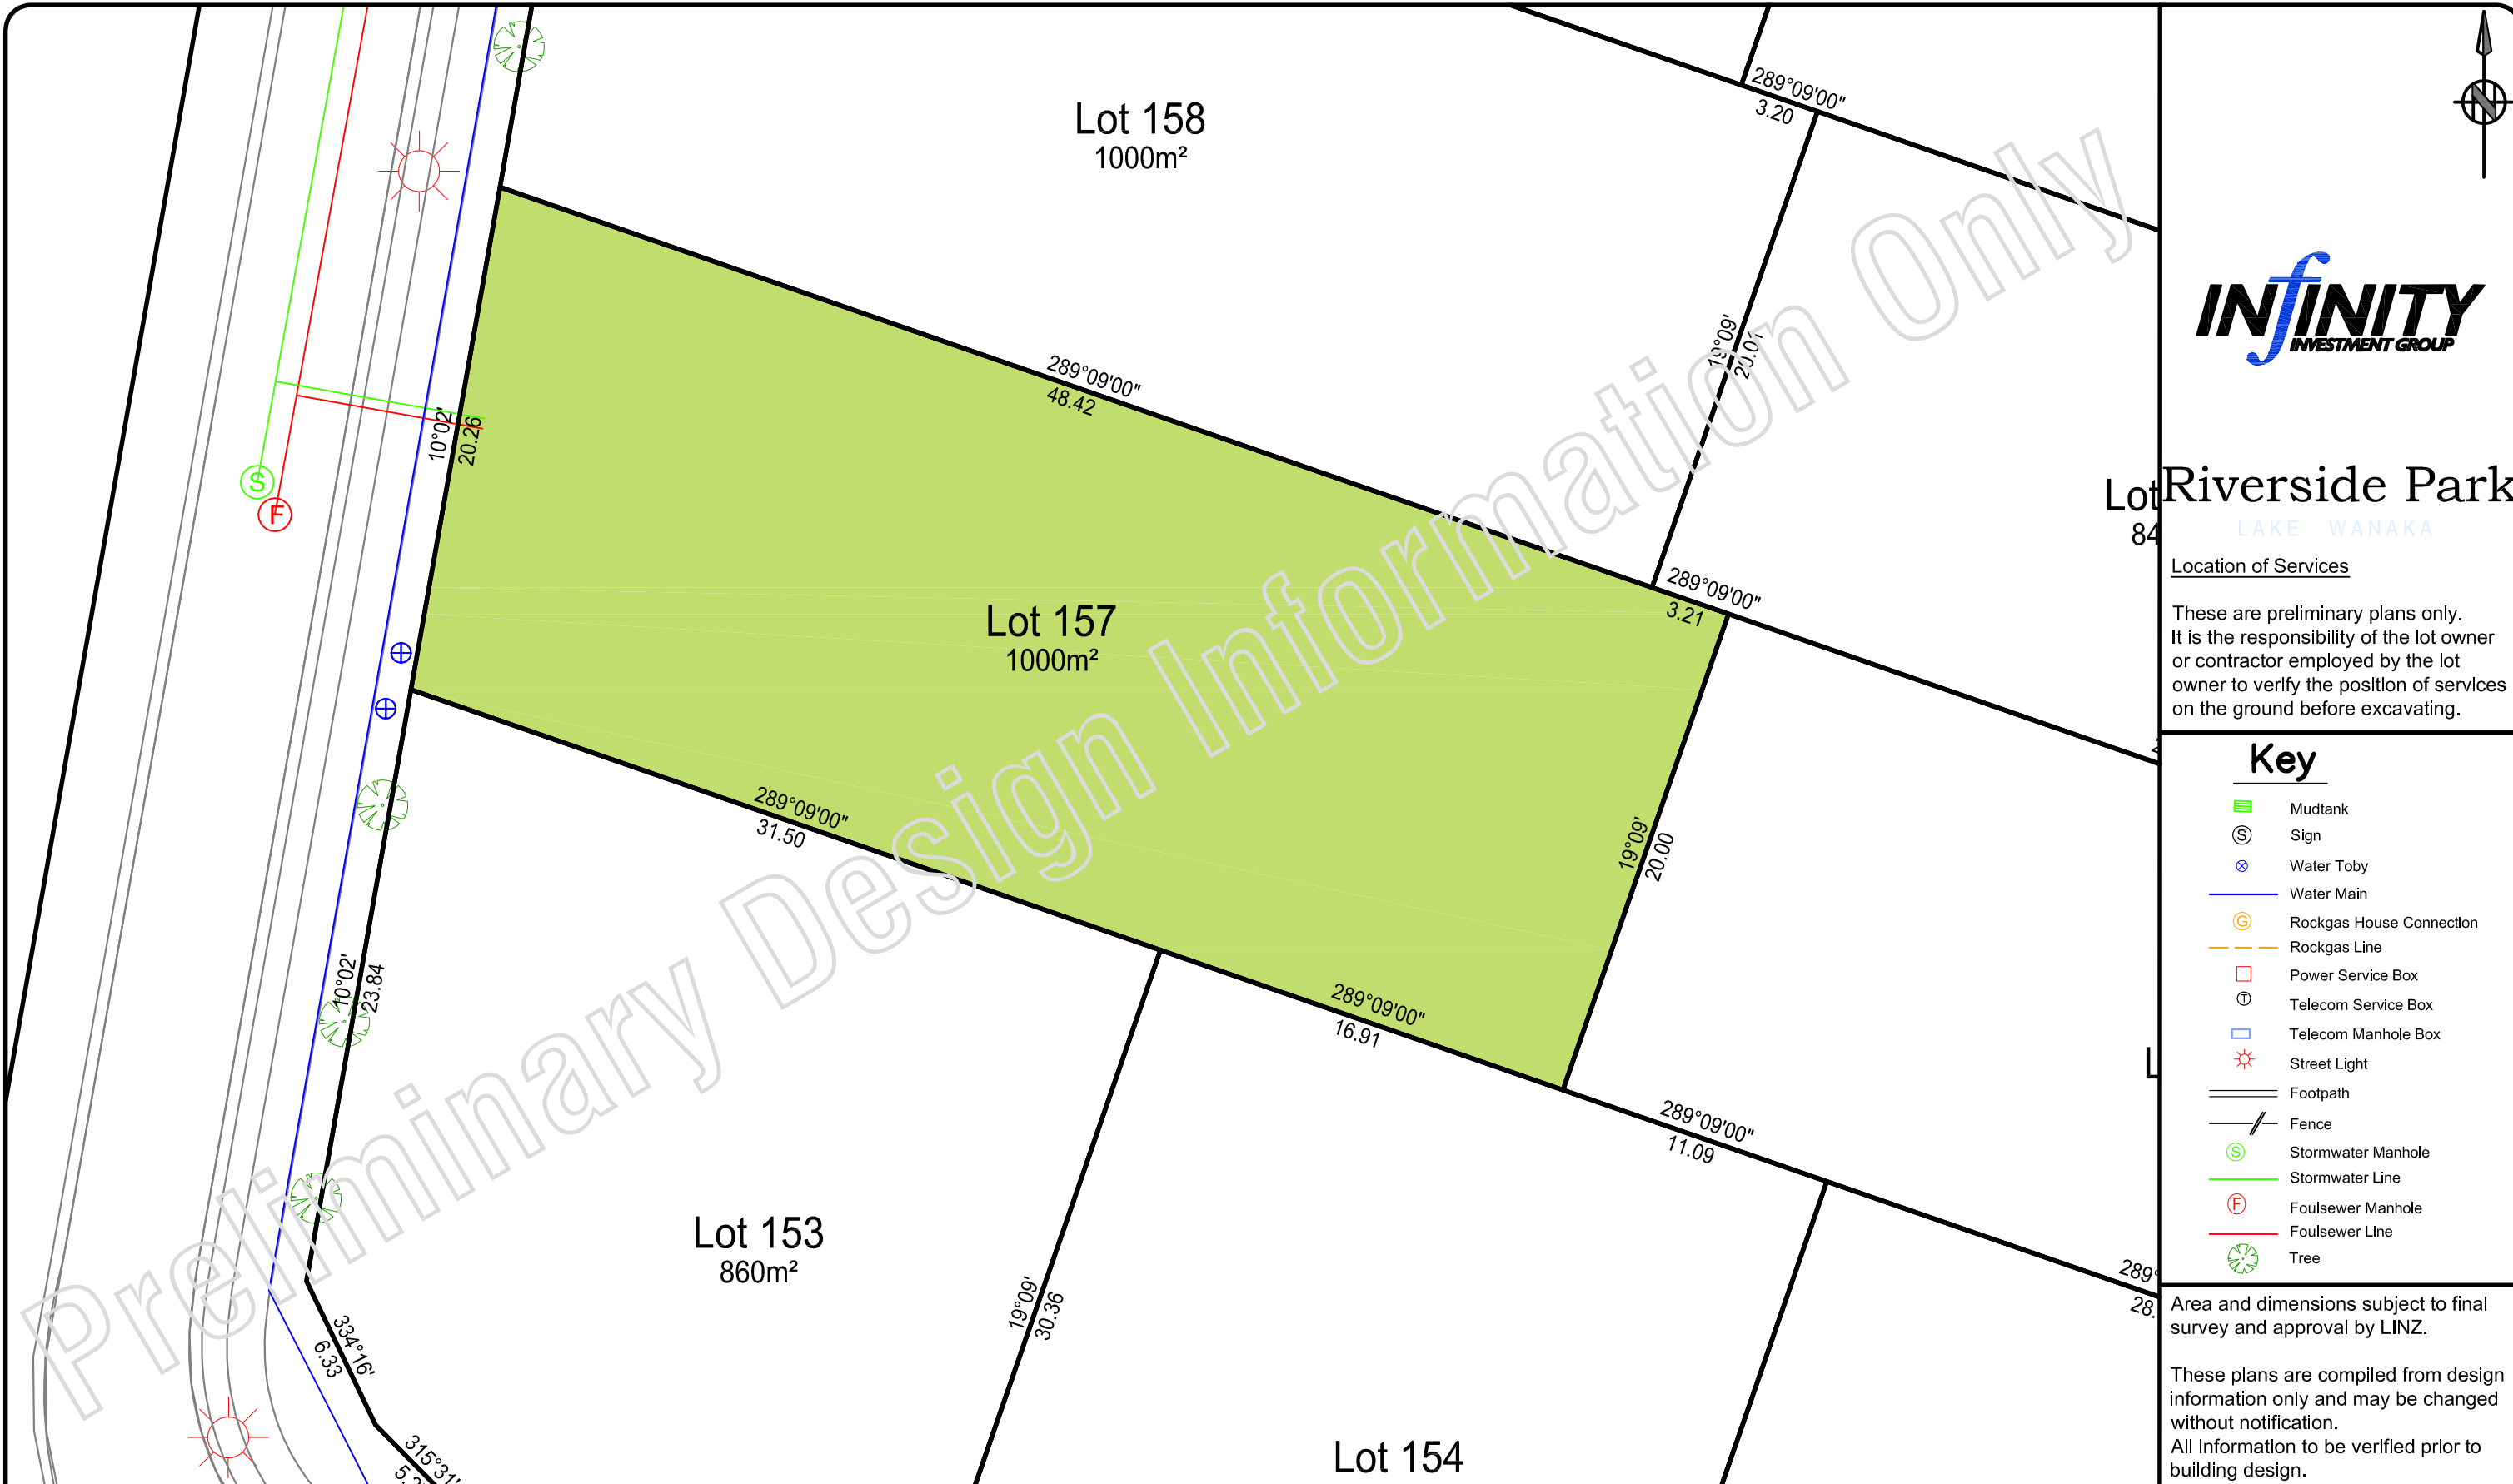 Lot 158
1000m²
289°09'00"
3.20
19°09'
20.01
289°09'00"
48.42
10°02'
20.26
S
F
Lot 157
1000m²
289°09'00"
3.21
289°09'00"
31.50
19°09'
20.00
289°09'00"
16.91
10°02'
23.84
289°09'00"
11.09
Lot 153
860m²
19°09'
30.36
334°16'
6.33
315°31'
Lot 154
Lot
84
289°
28.
Preliminary Design Information Only
INfINITY
INVESTMENT GROUP
Riverside Park
LAKE WANAKA
Location of Services
These are preliminary plans only.
It is the responsibility of the lot owner
or contractor employed by the lot
owner to verify the position of services
on the ground before excavating.
Key
Mudtank
S Sign
Water Toby
Water Main
G Rockgas House Connection
Rockgas Line
Power Service Box
T Telecom Service Box
Telecom Manhole Box
Street Light
Footpath
Fence
S Stormwater Manhole
Stormwater Line
F Foulsewer Manhole
Foulsewer Line
Tree
Area and dimensions subject to final
survey and approval by LINZ.
These plans are compiled from design
information only and may be changed
without notification.
All information to be verified prior to
building design.